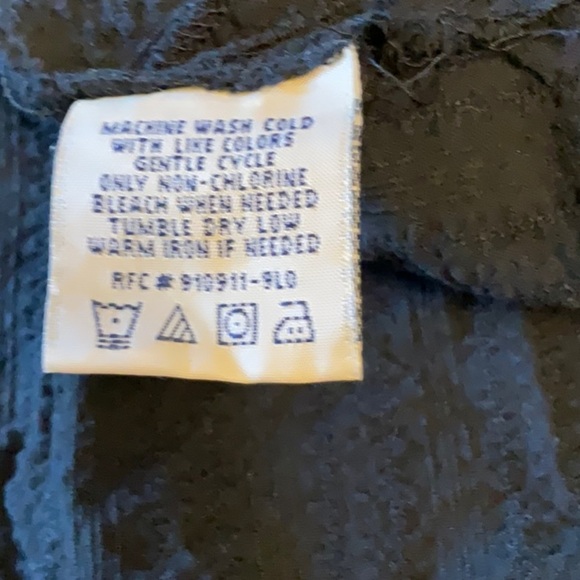 MACHINE WASH COLD
WITH LIKE COLORS
GENTLE CYCLE
ONLY NON-CHLORINE
BLEACH WHEN NEEDED
TUMBLE DRY LOW
WARM IRON IF NEEDED
RFC # 910911-9L0